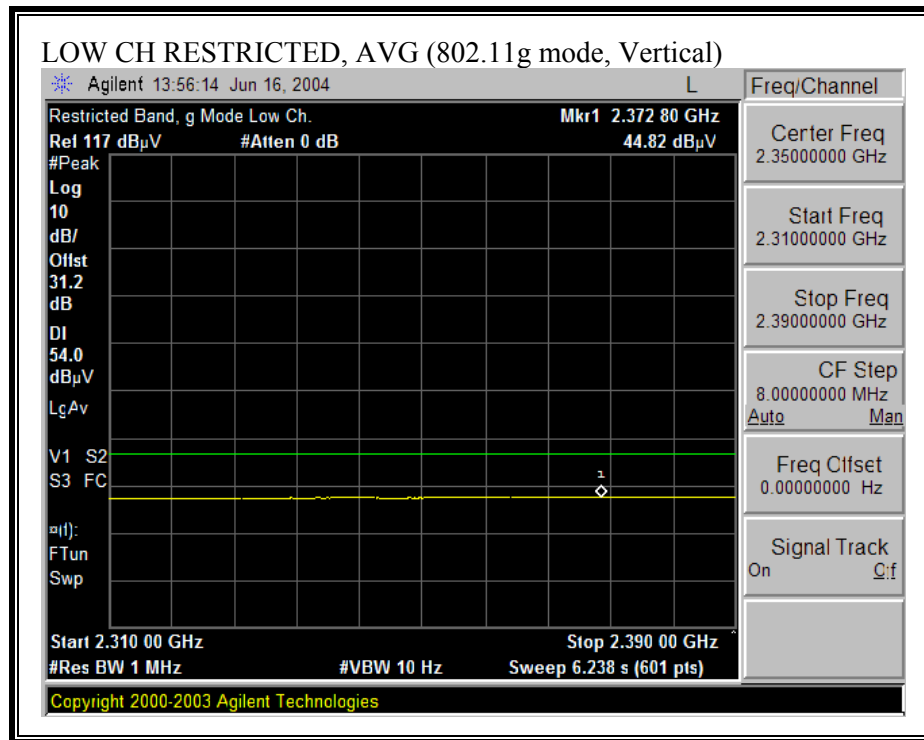 LOW CH RESTRICTED, AVG (802.11g mode, Vertical)
Agilent 13:56:14 Jun 16, 2004 L
Restricted Band, g Mode Low Ch. Mkr1 2.372 80 GHz
Ref 117 dBµV #Atten 0 dB 44.82 dBµV
#Peak
Log
10
dB/
Offst
31.2
dB
DI
54.0
dBµV
LgAv
V1 S2
S3 FC
1
¤(f):
FTun
Swp
Start 2.310 00 GHz Stop 2.390 00 GHz ^
#Res BW 1 MHz #VBW 10 Hz Sweep 6.238 s (601 pts)
Copyright 2000-2003 Agilent Technologies
Freq/Channel
Center Freq
2.35000000 GHz
Start Freq
2.31000000 GHz
Stop Freq
2.39000000 GHz
CF Step
8.00000000 MHz
Auto Man
Freq Offset
0.00000000 Hz
Signal Track
On Off